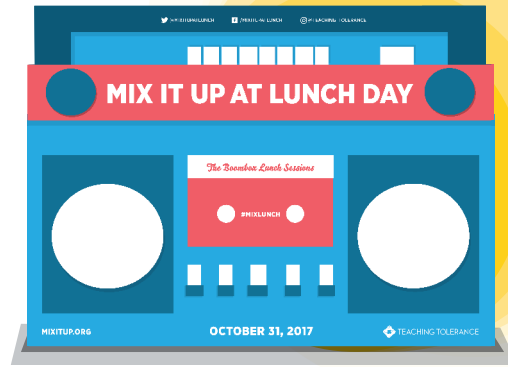 @MIXITUPATLUNCH /MIXITUPATLUNCH @TEACHING_TOLERANCE
MIX IT UP AT LUNCH DAY
The Boombox Lunch Sessions
#MIXLUNCH
MIXITUP.ORG OCTOBER 31, 2017 TEACHING TOLERANCE